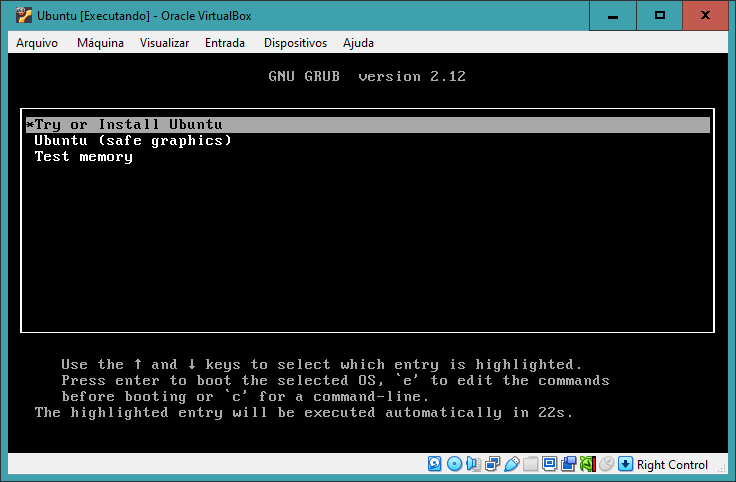 Ubuntu [Executando] - Oracle VirtualBox
Arquivo Máquina Visualizar Entrada Dispositivos Ajuda
GNU GRUB version 2.12
*Try or Install Ubuntu
Ubuntu (safe graphics)
Test memory
Use the ↑ and ↓ keys to select which entry is highlighted.
Press enter to boot the selected OS, `e' to edit the commands
before booting or `c' for a command-line.
The highlighted entry will be executed automatically in 22s.
Right Control